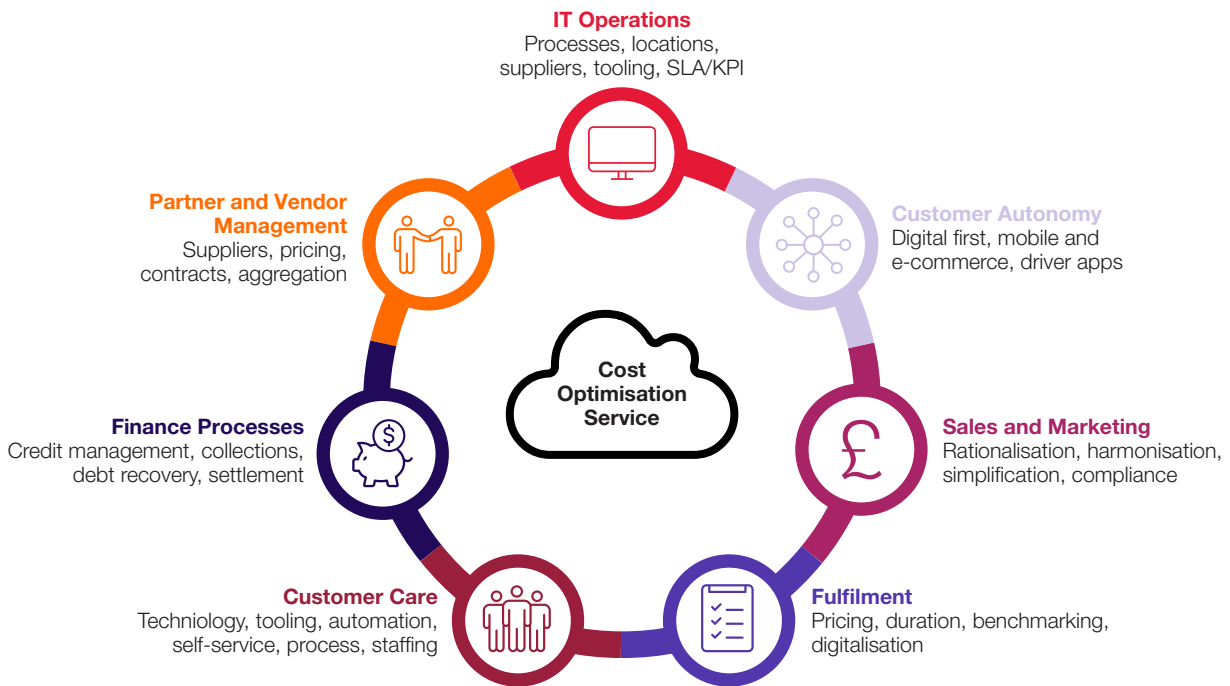 IT Operations
Processes, locations,
suppliers, tooling, SLA/KPI
Customer Autonomy
Digital first, mobile and
e-commerce, driver apps
Sales and Marketing
Rationalisation, harmonisation,
simplification, compliance
Fulfilment
Pricing, duration, benchmarking,
digitalisation
Customer Care
Techniology, tooling, automation,
self-service, process, staffing
Finance Processes
Credit management, collections,
debt recovery, settlement
Partner and Vendor
Management
Suppliers, pricing,
contracts, aggregation
Cost
Optimisation
Service
£
$